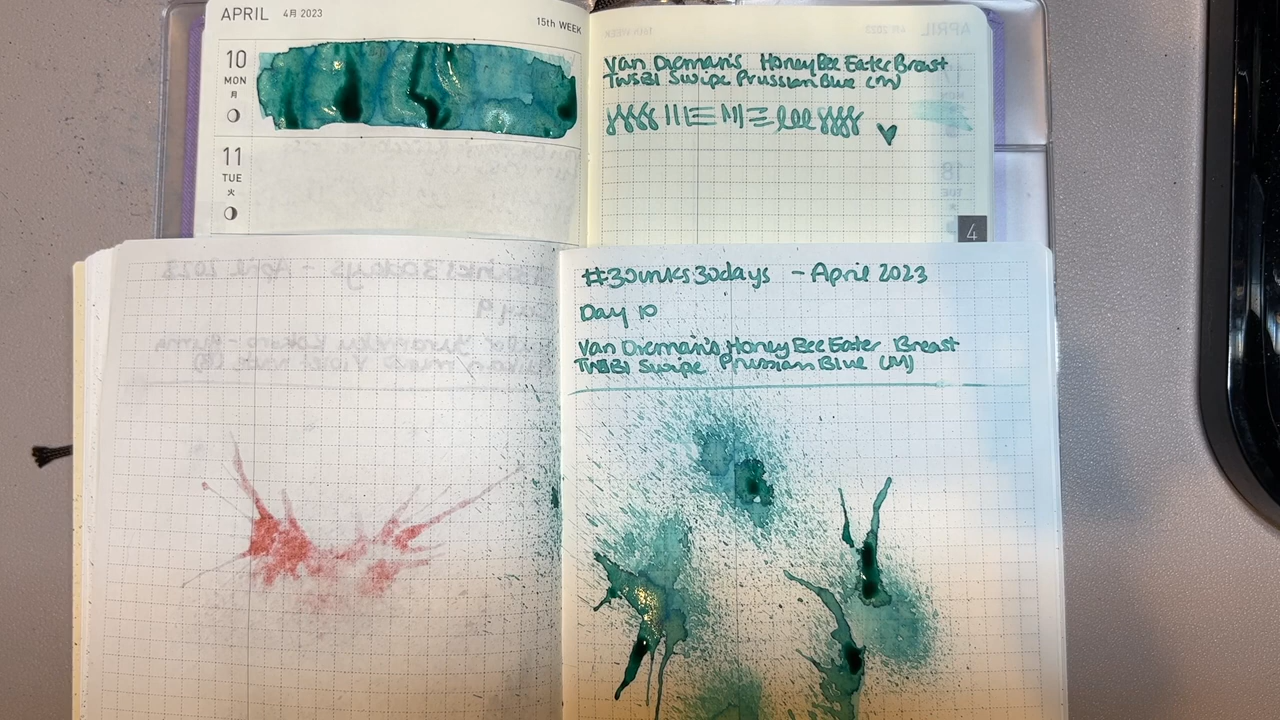 APRIL 4月 2023
15th WEEK
10
MON
月
11
TUE
火
Van Dieman's Honey Bee Eater Breast
TWSBI Swipe Prussian Blue (M)
4
#30inks30days - April 2023
Day 10
Van Dieman's Honey Bee Eater Breast
TWSBI Swipe Prussian Blue (M)